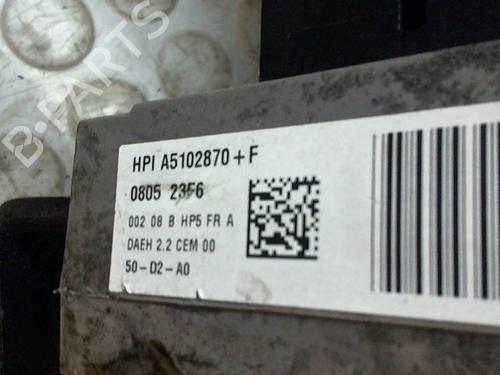 B-PARTS
HPI A5102870+F
0805 23F6
002 08 B HP5 FR A
DAEH 2.2 CEM 00
50-D2-A0